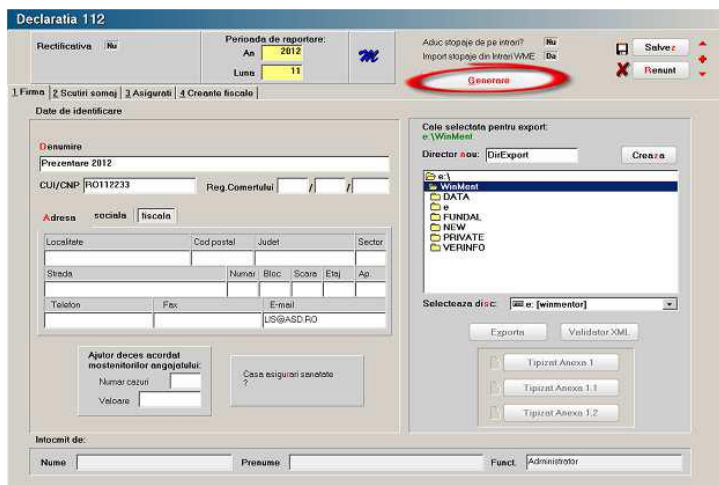 Declaratia 112
Rectificativa Nu
Perioada de raportare:
An 2012
Luna 11
Aduc stopaje de pe intrari? Nu
Import stopaje din Intrari WME Da
Generare
Salvez
Renunt
1 Firma 2 Scutiri somaj 3 Asigurati 4 Creante fiscale
Date de identificare
Denumire
Prezentare 2012
CUI/CNP RO112233 Reg.Comertului / /
Adresa sociala fiscala
Localitate Cod postal Judet Sector
Strada Numar Bloc Scara Etaj Ap.
Telefon Fax E-mail
LIS@ASD.RO
Ajutor deces acordat
mostenitorilor angajatului:
Numar cazuri
Valoare
Casa asigurari sanatate
?
Cale selectata pentru export:
e:\WinMent
Director nou: DirExport Creaza
e:\
WinMent
DATA
e
FUNDAL
NEW
PRIVATE
VERINFO
Selecteaza disc: e: [winmentor]
Exporta Validator XML
Tipizat Anexa 1
Tipizat Anexa 1.1
Tipizat Anexa 1.2
Intocmit de:
Nume Prenume Funct. Administrator